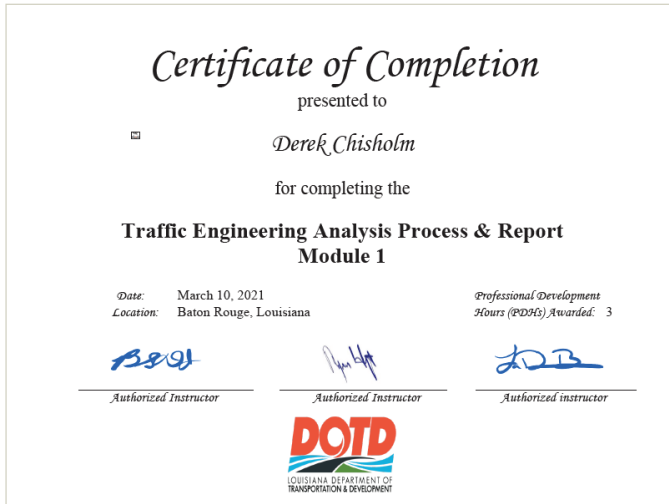 Certificate of Completion
presented to
Derek Chisholm
for completing the
Traffic Engineering Analysis Process & Report
Module 1
Date: March 10, 2021
Location: Baton Rouge, Louisiana
Professional Development
Hours (PDHs) Awarded: 3
Authorized Instructor
Authorized Instructor
Authorized instructor
DOTD
LOUISIANA DEPARTMENT OF
TRANSPORTATION & DEVELOPMENT